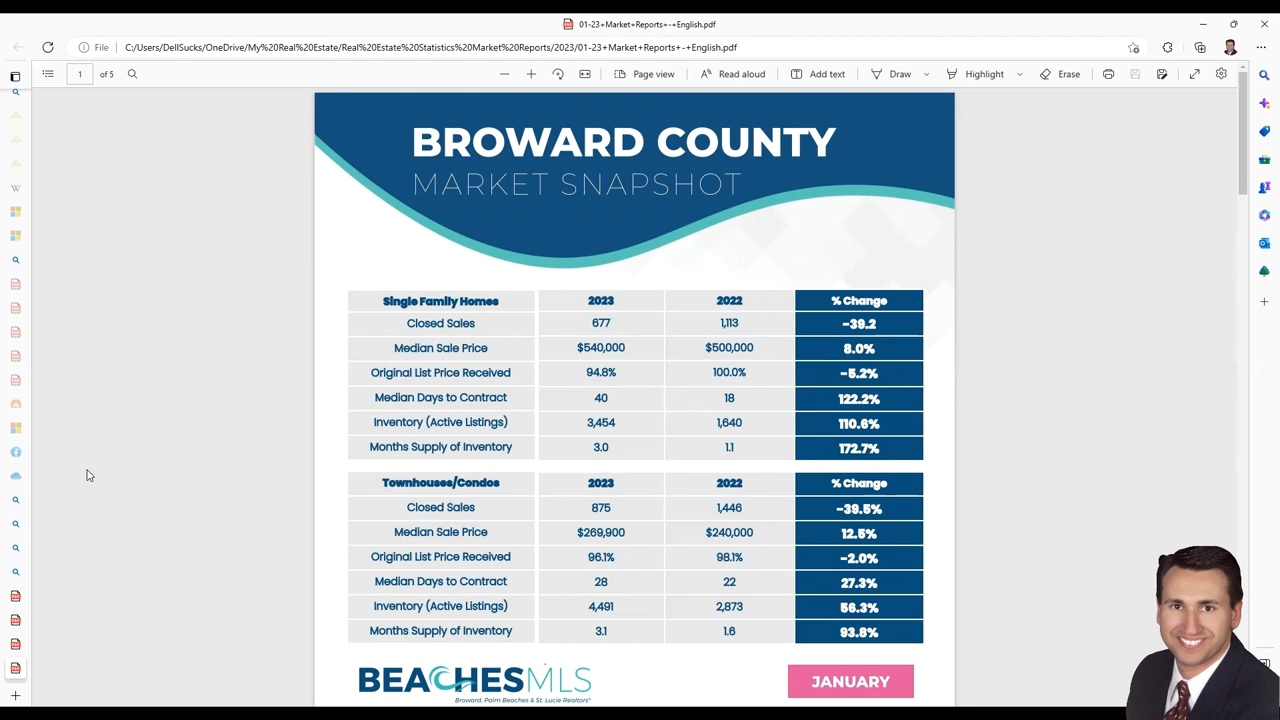 01-23+Market+Reports+-+English.pdf
File C:/Users/DellSucks/OneDrive/My%20Real%20Estate/Real%20Estate%20Statistics%20Market%20Reports/2023/01-23+Market+Reports+-+English.pdf
1 of 5 Page view Read aloud Add text Draw Highlight Erase
BROWARD COUNTY
MARKET SNAPSHOT
Single Family Homes 2023 2022 % Change
Closed Sales 677 1,113 -39.2
Median Sale Price $540,000 $500,000 8.0%
Original List Price Received 94.8% 100.0% -5.2%
Median Days to Contract 40 18 122.2%
Inventory (Active Listings) 3,454 1,640 110.6%
Months Supply of Inventory 3.0 1.1 172.7%
Townhouses/Condos 2023 2022 % Change
Closed Sales 875 1,446 -39.5%
Median Sale Price $269,900 $240,000 12.5%
Original List Price Received 96.1% 98.1% -2.0%
Median Days to Contract 28 22 27.3%
Inventory (Active Listings) 4,491 2,873 56.3%
Months Supply of Inventory 3.1 1.6 93.8%
BEACHESMLS
Broward, Palm Beaches & St. Lucie Realtors®
JANUARY